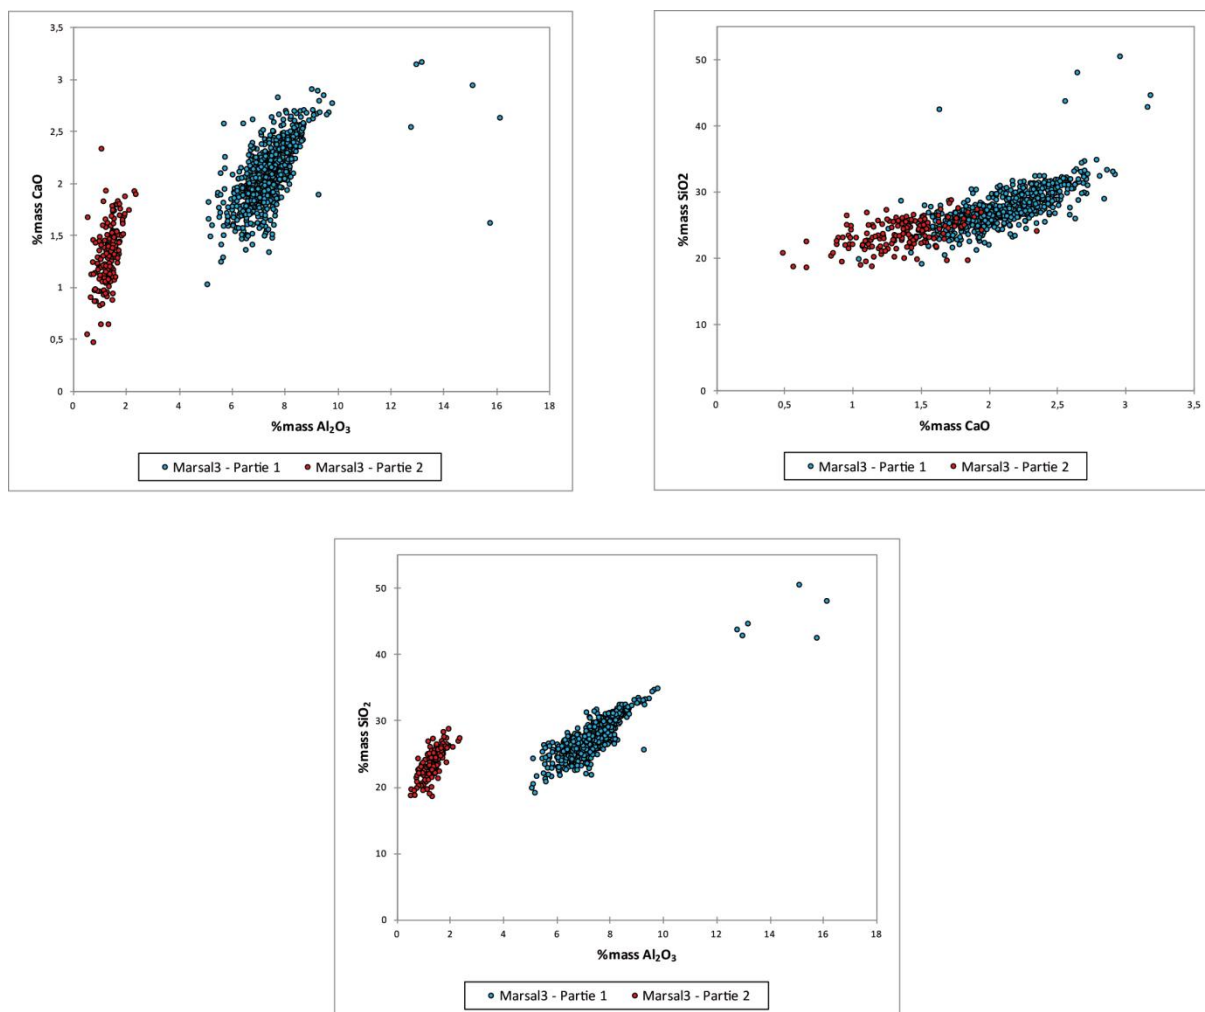 3,5
3
2,5
2
1,5
1
0,5
0
%mass CaO
0 2 4 6 8 10 12 14 16 18
%mass Al₂O₃
Marsal3 - Partie 1 Marsal3 - Partie 2
50
40
30
20
10
0
%mass SiO2
0 0,5 1 1,5 2 2,5 3 3,5
%mass CaO
Marsal3 - Partie 1 Marsal3 - Partie 2
50
40
30
20
10
0
%mass SiO₂
0 2 4 6 8 10 12 14 16 18
%mass Al₂O₃
Marsal3 - Partie 1 Marsal3 - Partie 2